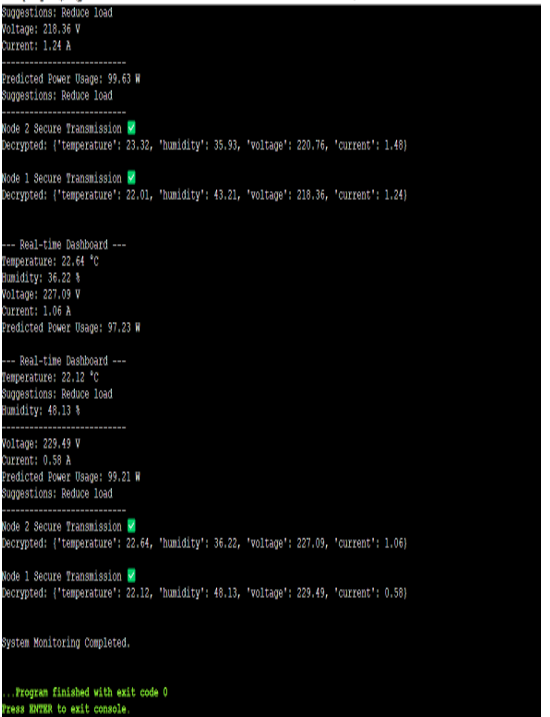 Suggestions: Reduce load
Voltage: 218.36 V
Current: 1.24 A
--------------------------
Predicted Power Usage: 99.63 W
Suggestions: Reduce load
--------------------------
Node 2 Secure Transmission ✅
Decrypted: {'temperature': 23.32, 'humidity': 35.93, 'voltage': 220.76, 'current': 1.48}
Node 1 Secure Transmission ✅
Decrypted: {'temperature': 22.01, 'humidity': 43.21, 'voltage': 218.36, 'current': 1.24}
--- Real-time Dashboard ---
Temperature: 22.64 °C
Humidity: 36.22 %
Voltage: 227.09 V
Current: 1.06 A
Predicted Power Usage: 97.23 W
--- Real-time Dashboard ---
Temperature: 22.12 °C
Suggestions: Reduce load
Humidity: 48.13 %
--------------------------
Voltage: 229.49 V
Current: 0.58 A
Predicted Power Usage: 99.21 W
Suggestions: Reduce load
--------------------------
Node 2 Secure Transmission ✅
Decrypted: {'temperature': 22.64, 'humidity': 36.22, 'voltage': 227.09, 'current': 1.06}
Node 1 Secure Transmission ✅
Decrypted: {'temperature': 22.12, 'humidity': 48.13, 'voltage': 229.49, 'current': 0.58}
System Monitoring Completed.
...Program finished with exit code 0
Press ENTER to exit console.